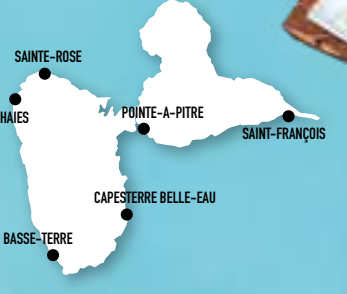 SAINTE-ROSE
HAIES
POINTE-A-PITRE
SAINT-FRANÇOIS
CAPESTERRE BELLE-EAU
BASSE-TERRE